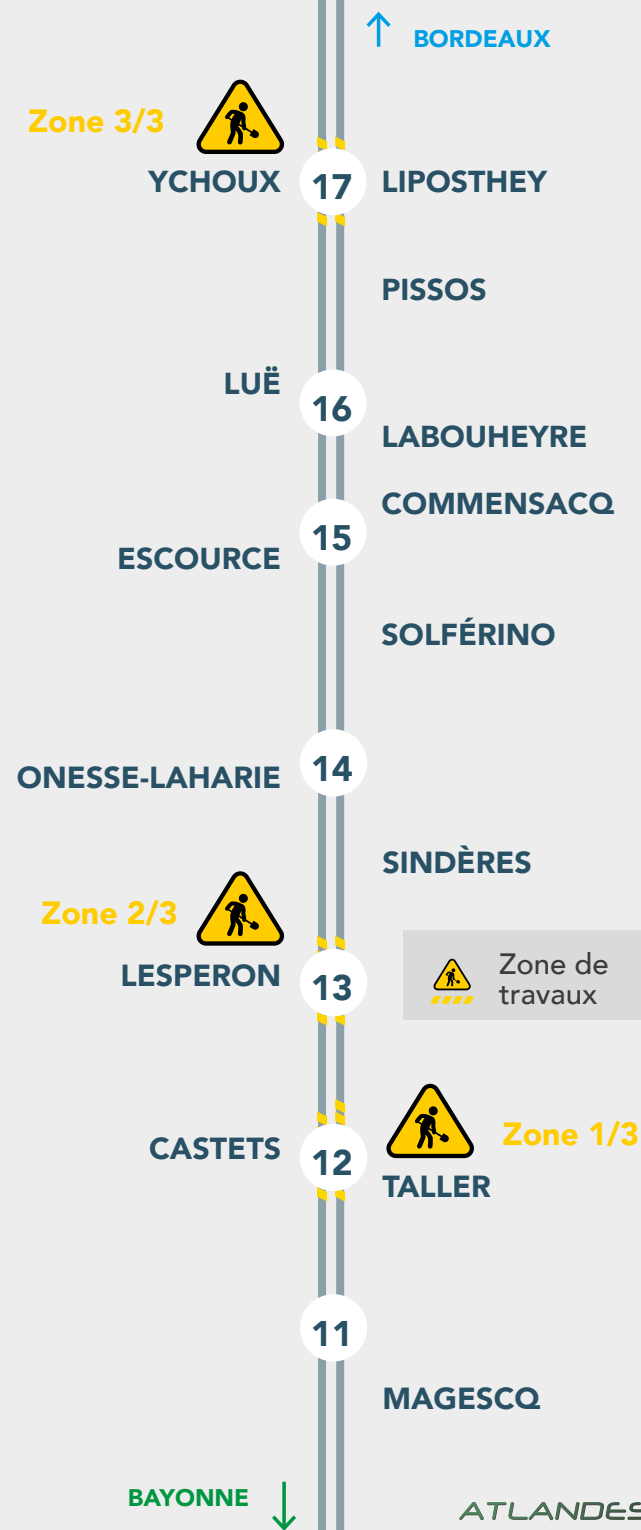 BORDEAUX
Zone 3/3
YCHOUX 17 LIPOSTHEY
PISSOS
LUË
16
LABOUHEYRE
COMMENSACQ
15
ESCOURCE
SOLFÉRINO
ONESSE-LAHARIE 14
SINDÈRES
Zone 2/3
LESPERON 13
Zone de
travaux
Zone 1/3
CASTETS 12
TALLER
11
MAGESCQ
BAYONNE
ATLANDES